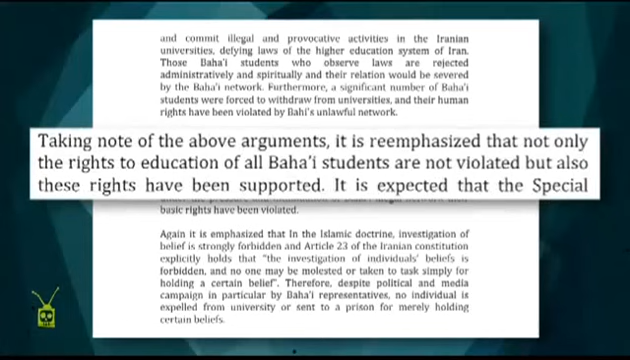 and commit illegal and provocative activities in the Iranian
universities, defying laws of the higher education system of Iran.
Those Baha'i students who observe laws are rejected
administratively and spiritually and their relation would be severed
by the Baha'i network. Furthermore, a significant number of Baha'i
students were forced to withdraw from universities, and their human
rights have been violated by Bahi's unlawful network.
Taking note of the above arguments, it is reemphasized that not only
the rights to education of all Baha'i students are not violated but also
these rights have been supported. It is expected that the Special
basic rights have been violated.
Again it is emphasized that In the Islamic doctrine, investigation of
belief is strongly forbidden and Article 23 of the Iranian constitution
explicitly holds that "the investigation of individuals' beliefs is
forbidden, and no one may be molested or taken to task simply for
holding a certain belief". Therefore, despite political and media
campaign in particular by Baha'i representatives, no individual is
expelled from university or sent to a prison for merely holding
certain beliefs.